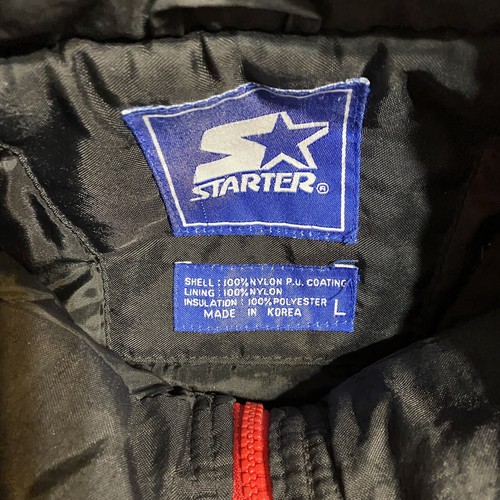 STARTER®
SHELL : 100% NYLON P.U. COATING
LINING : 100% NYLON
INSULATION : 100% POLYESTER
MADE IN KOREA L